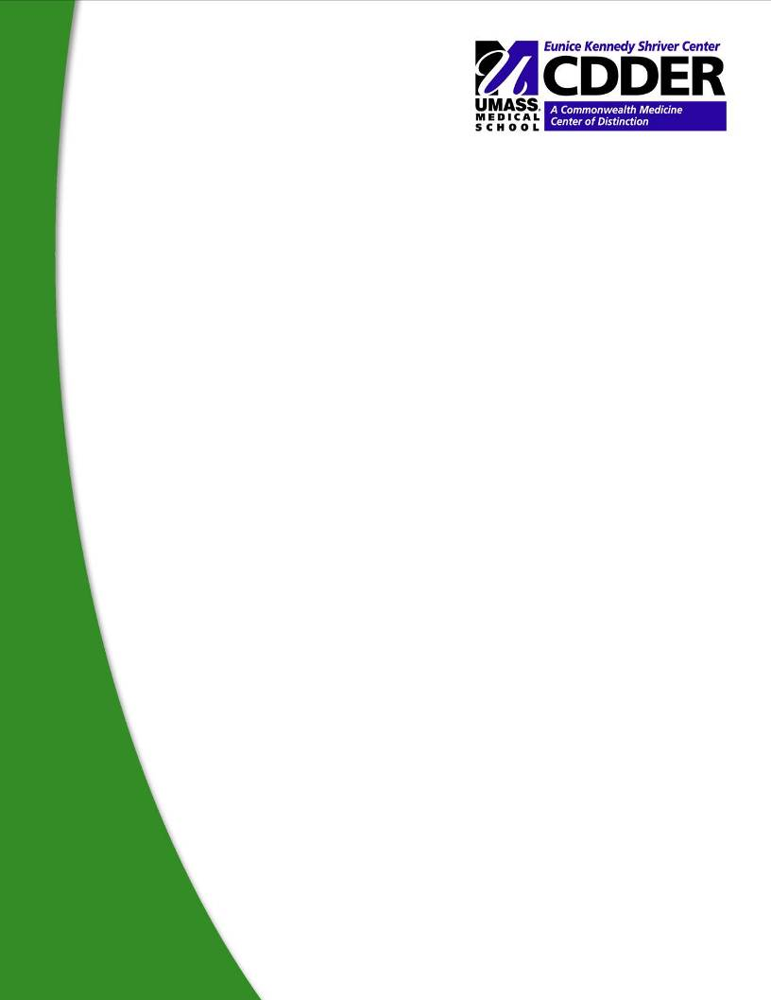 Eunice Kennedy Shriver Center
CDDER
UMASS®
MEDICAL
SCHOOL
A Commonwealth Medicine
Center of Distinction